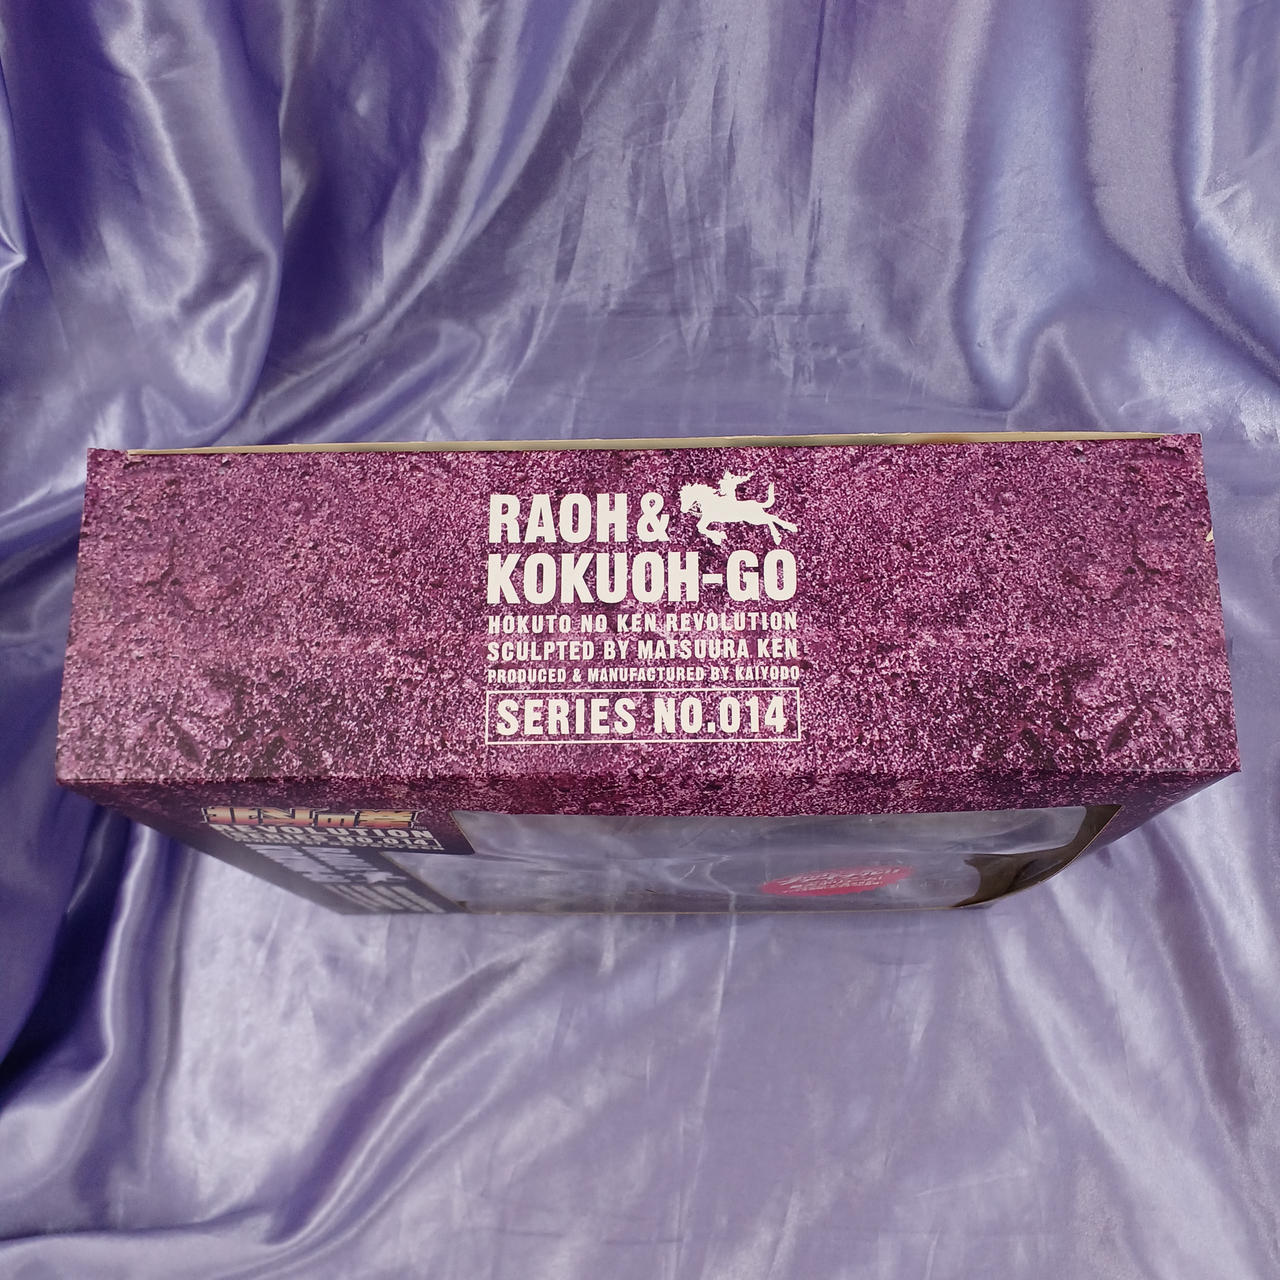 RAOH &
KOKUOH-GO
HOKUTO NO KEN REVOLUTION
SCULPTED BY MATSUURA KEN
PRODUCED & MANUFACTURED BY KAIYODO
SERIES NO.014
REVOLUTION